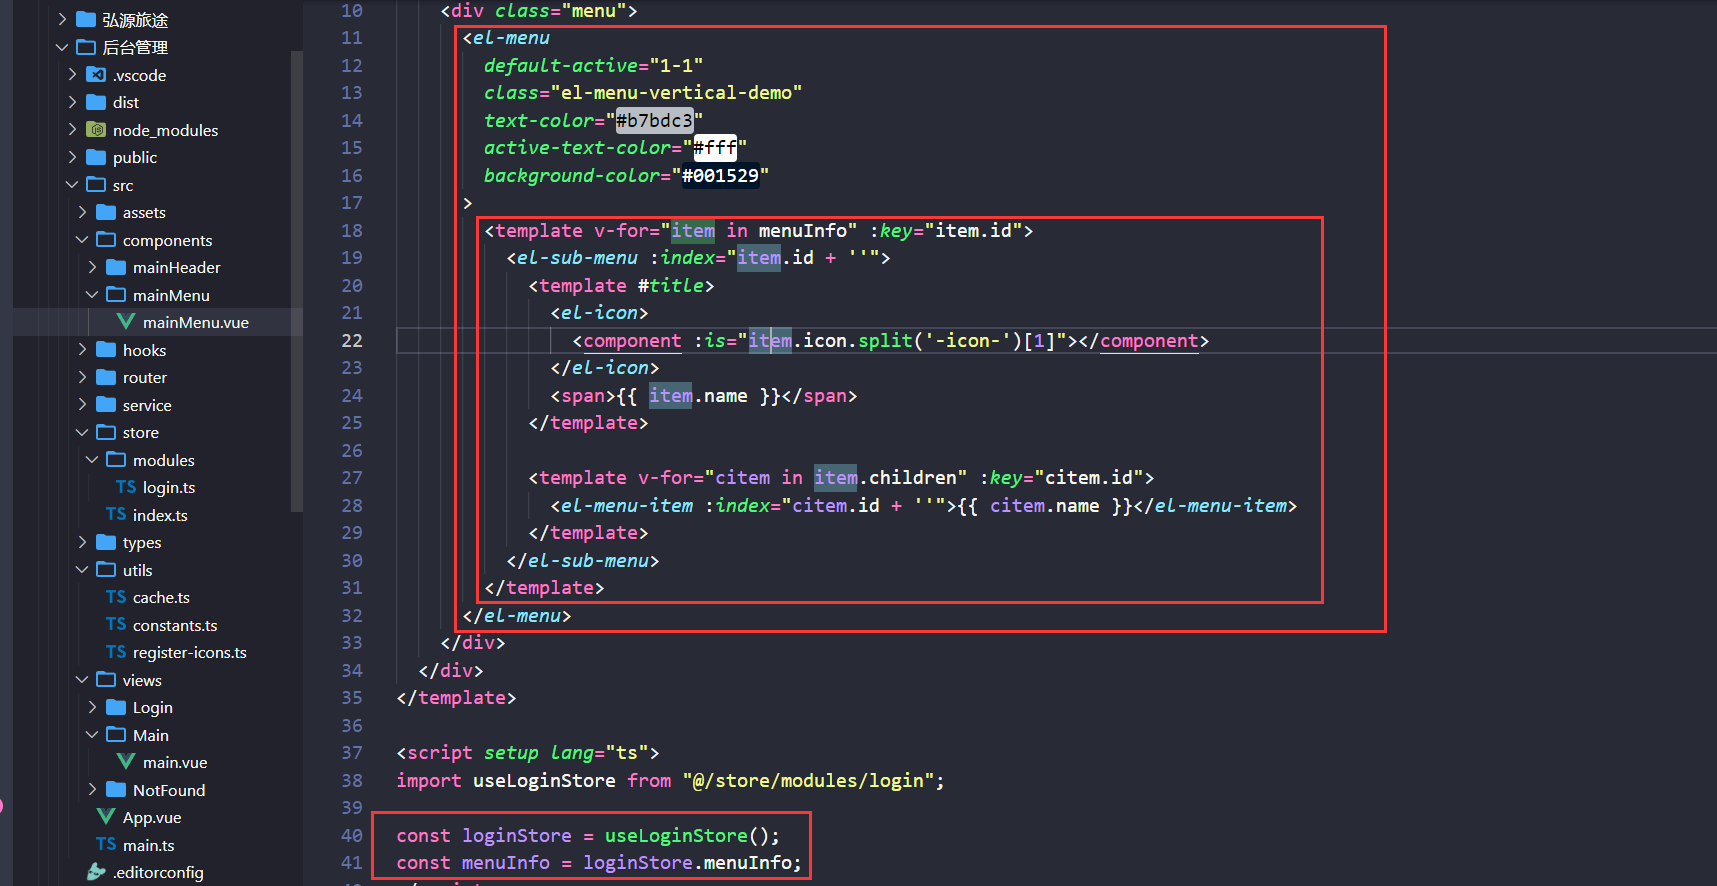 弘源旅途
后台管理
.vscode
dist
node_modules
public
src
assets
components
mainHeader
mainMenu
mainMenu.vue
hooks
router
service
store
modules
TS login.ts
TS index.ts
types
utils
TS cache.ts
TS constants.ts
TS register-icons.ts
views
Login
Main
main.vue
NotFound
App.vue
TS main.ts
.editorconfig
10 <div class="menu">
11 <el-menu
12 default-active="1-1"
13 class="el-menu-vertical-demo"
14 text-color="#b7bdc3"
15 active-text-color="#fff"
16 background-color="#001529"
17 >
18 <template v-for="item in menuInfo" :key="item.id">
19 <el-sub-menu :index="item.id + ''">
20 <template #title>
21 <el-icon>
22 <component :is="item.icon.split('-icon-')[1]"></component>
23 </el-icon>
24 <span>{{ item.name }}</span>
25 </template>
26
27 <template v-for="citem in item.children" :key="citem.id">
28 <el-menu-item :index="citem.id + ''">{{ citem.name }}</el-menu-item>
29 </template>
30 </el-sub-menu>
31 </template>
32 </el-menu>
33 </div>
34 </div>
35 </template>
36
37 <script setup lang="ts">
38 import useLoginStore from "@/store/modules/login";
39
40 const loginStore = useLoginStore();
41 const menuInfo = loginStore.menuInfo;